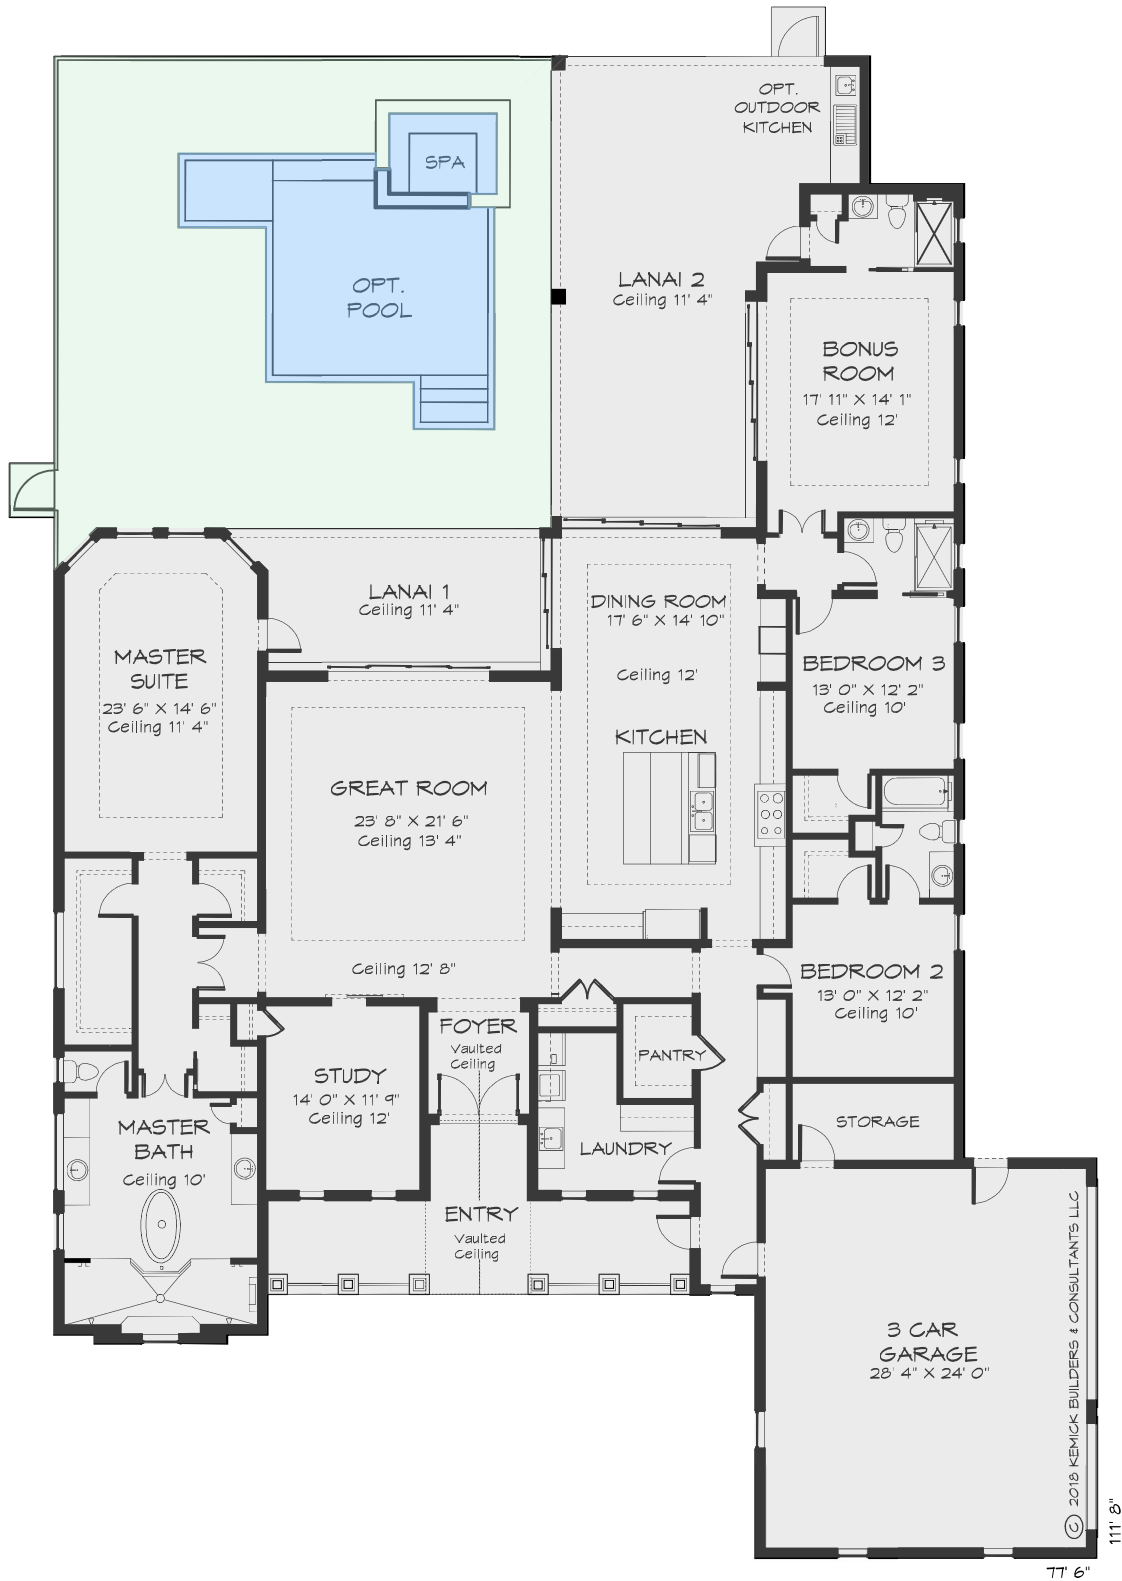 OPT.
OUTDOOR
KITCHEN
SPA
OPT.
POOL
LANAI 2
Ceiling 11' 4"
BONUS
ROOM
17' 11" X 14' 1"
Ceiling 12'
LANAI 1
Ceiling 11' 4"
DINING ROOM
17' 6" X 14' 10"
Ceiling 12'
MASTER
SUITE
23' 6" X 14' 6"
Ceiling 11' 4"
BEDROOM 3
13' 0" X 12' 2"
Ceiling 10'
KITCHEN
GREAT ROOM
23' 8" X 21' 6"
Ceiling 13' 4"
Ceiling 12' 8"
BEDROOM 2
13' 0" X 12' 2"
Ceiling 10'
FOYER
Vaulted
Ceiling
PANTRY
STUDY
14' 0" X 11' 9"
Ceiling 12'
MASTER
BATH
Ceiling 10'
LAUNDRY
STORAGE
ENTRY
Vaulted
Ceiling
3 CAR
GARAGE
28' 4" X 24' 0"
© 2018 KEMICK BUILDERS & CONSULTANTS LLC
111' 8"
77' 6"